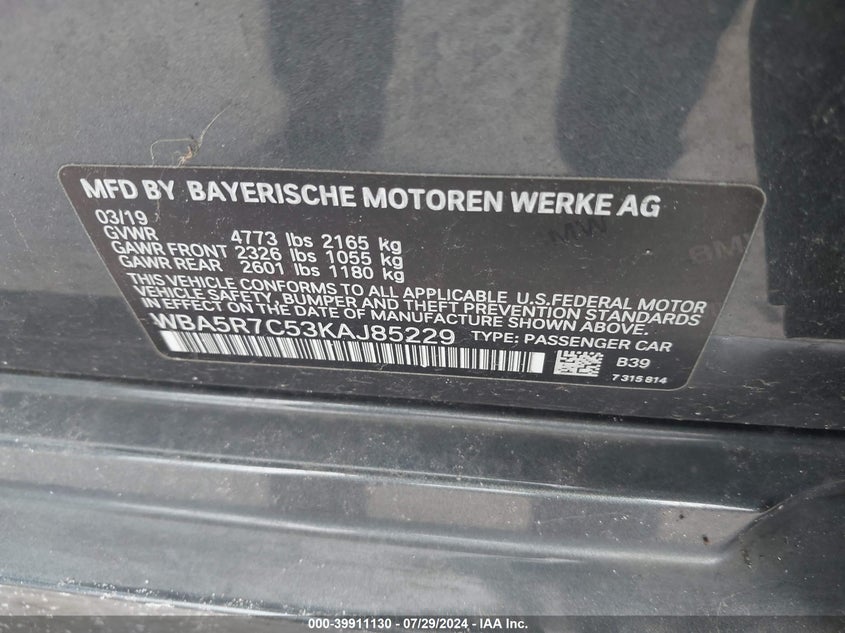 MFD BY BAYERISCHE MOTOREN WERKE AG
03/19
GVWR 4773 lbs 2165 kg
GAWR FRONT 2326 lbs 1055 kg
GAWR REAR 2601 lbs 1180 kg
THIS VEHICLE CONFORMS TO ALL APPLICABLE U.S.FEDERAL MOTOR
VEHICLE SAFETY, BUMPER AND THEFT PREVENTION STANDARDS
IN EFFECT ON THE DATE OF MANUFACTURE SHOWN ABOVE.
WBA5R7C53KAJ85229 TYPE: PASSENGER CAR
B39
7315814
000-39911130 - 07/29/2024 - IAA Inc.